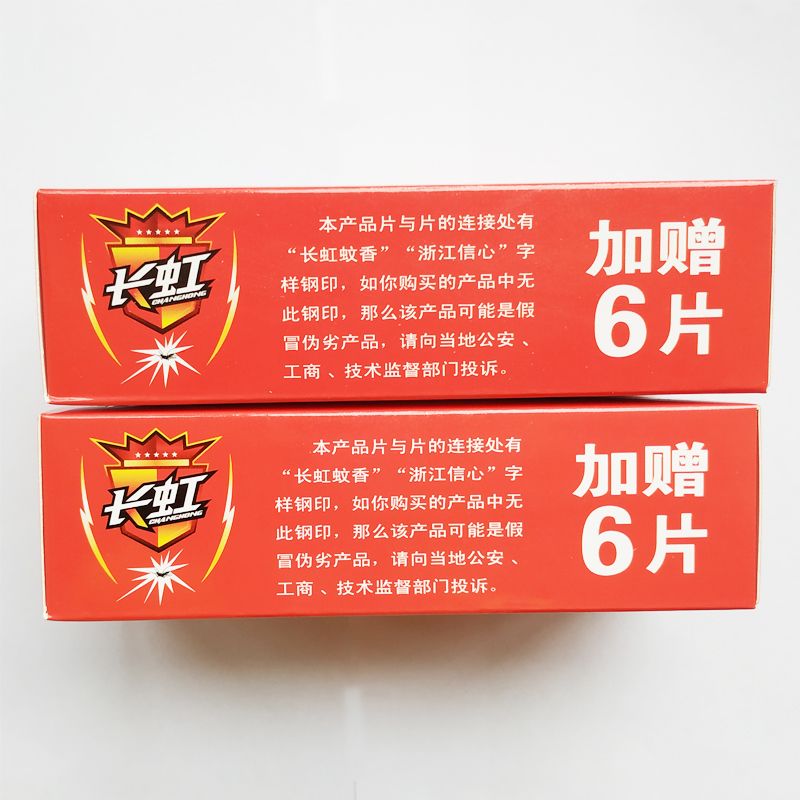 长虹
CHANGHONG
本产品片与片的连接处有
“长虹蚊香”“浙江信心”字
样钢印，如你购买的产品中无
此钢印，那么该产品可能是假
冒伪劣产品，请向当地公安、
工商、技术监督部门投诉。
加赠
6片
长虹
CHANGHONG
本产品片与片的连接处有
“长虹蚊香”“浙江信心”字
样钢印，如你购买的产品中无
此钢印，那么该产品可能是假
冒伪劣产品，请向当地公安、
工商、技术监督部门投诉。
加赠
6片